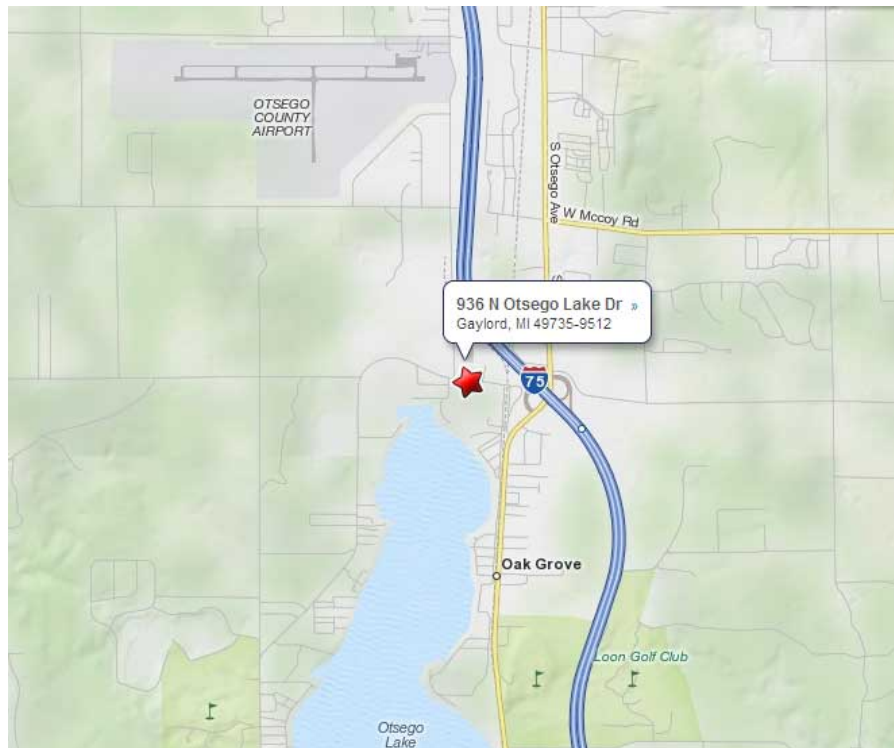 OTSEGO
COUNTY
AIRPORT
S Otsego Ave
W Mccoy Rd
S
936 N Otsego Lake Dr »
Gaylord, MI 49735-9512
75
Oak Grove
Loon Golf Club
Otsego
Lake